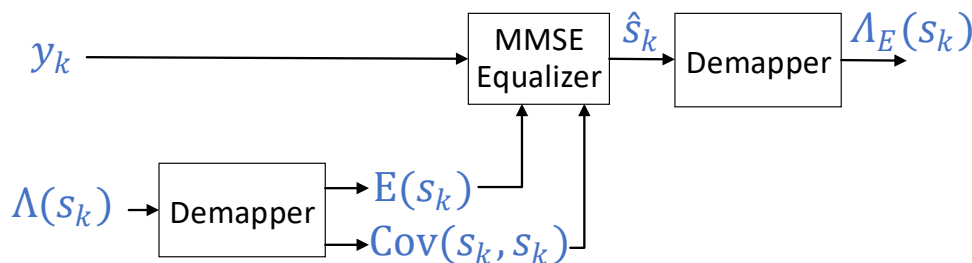 y_k
MMSE Equalizer
ŝ_k
Demapper
Λ_E(s_k)
Λ(s_k)
Demapper
E(s_k)
Cov(s_k, s_k)